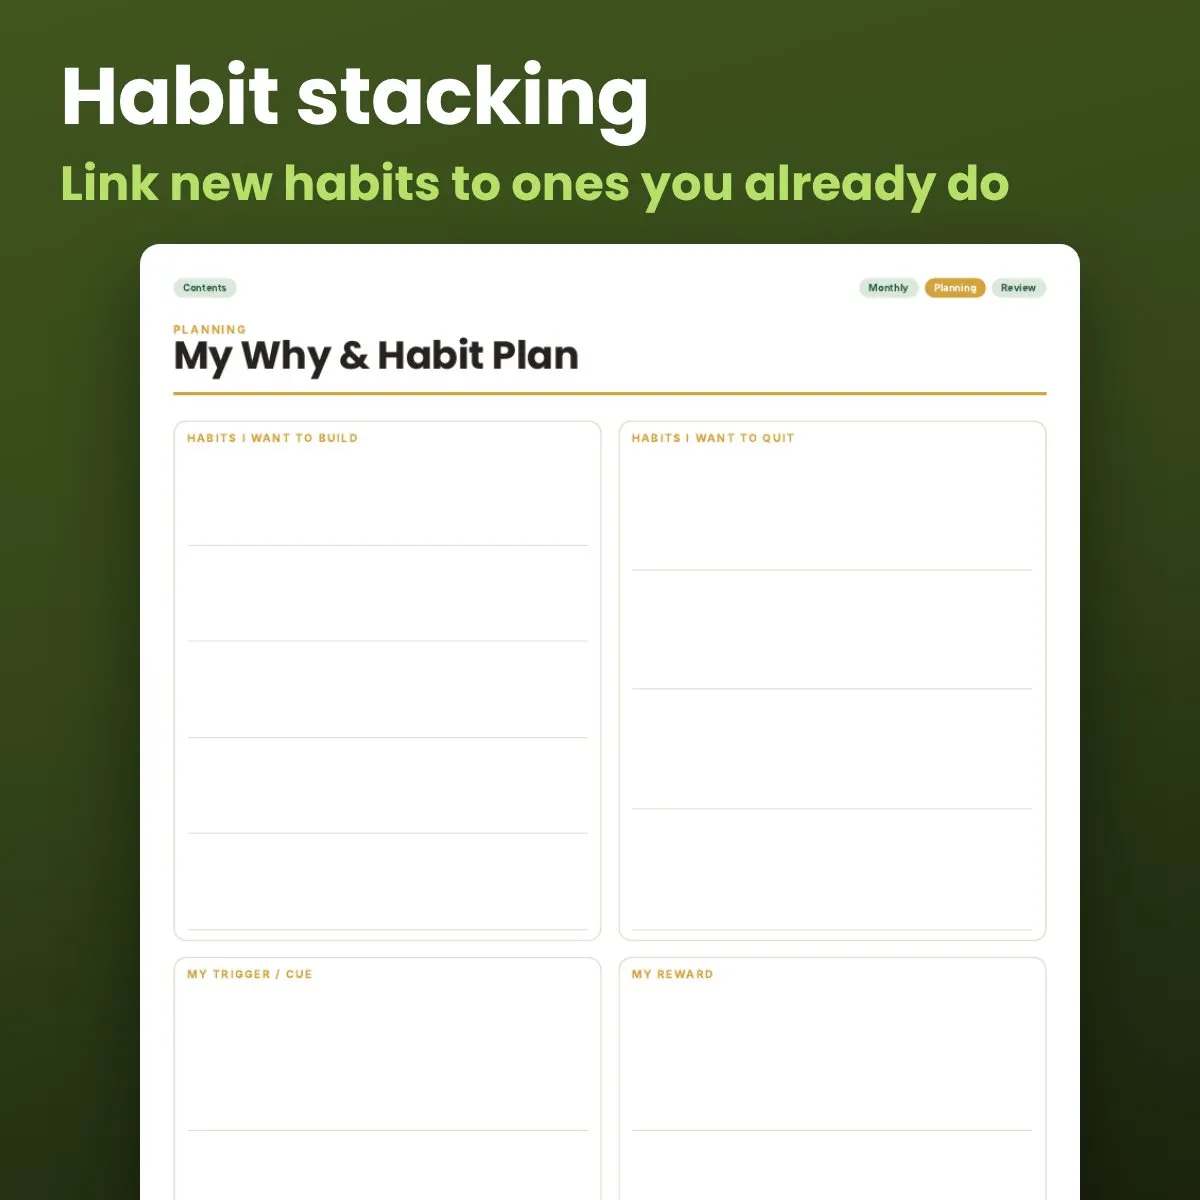 Habit stacking
Link new habits to ones you already do
Contents
Monthly
Planning
Review
PLANNING
My Why & Habit Plan
HABITS I WANT TO BUILD
HABITS I WANT TO QUIT
MY TRIGGER / CUE
MY REWARD